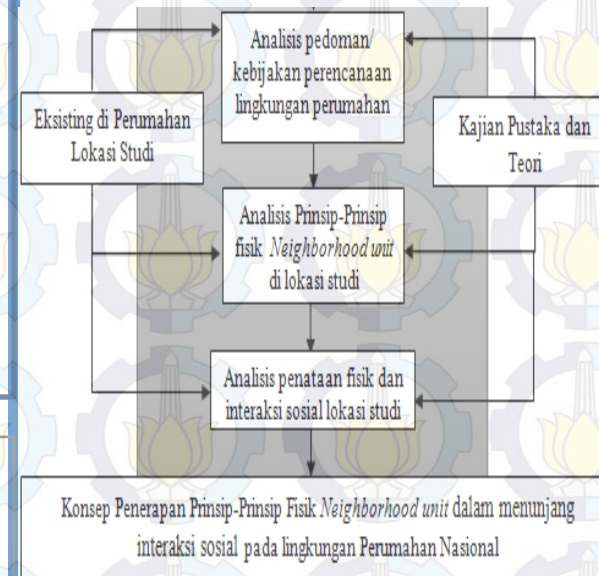 Analisis pedoman/
kebijakan perencanaan
lingkungan perumahan
Eksisting di Perumahan
Lokasi Studi
Kajian Pustaka dan
Teori
Analisis Prinsip-Prinsip
fisik Neighborhood unit
di lokasi studi
Analisis penataan fisik dan
interaksi sosial lokasi studi
Konsep Penerapan Prinsip-Prinsip Fisik Neighborhood unit dalam menunjang
interaksi sosial pada lingkungan Perumahan Nasional